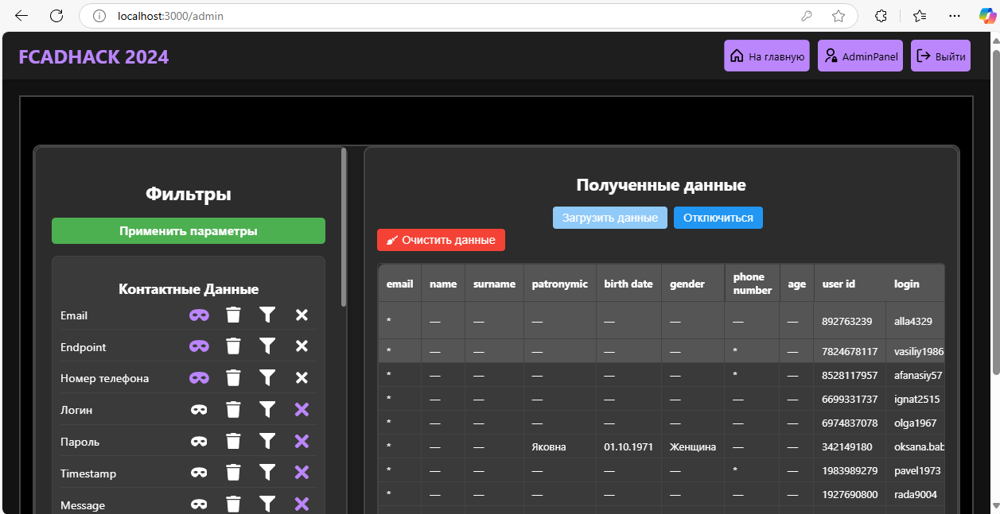 localhost:3000/admin
FCADHACK 2024
На главную
AdminPanel
Выйти
Фильтры
Применить параметры
Контактные Данные
Email
Endpoint
Номер телефона
Логин
Пароль
Timestamp
Message
Полученные данные
Загрузить данные Отключиться
Очистить данные
email name surname patronymic birth date gender phone number age user id login
* — — — — — — — 892763239 alla4329
* — — — — — * — 7824678117 vasiliy1986
* — — — — — * — 8528117957 afanasiy57
* — — — — — — — 6699331737 ignat2515
* — — — — — — — 6974837078 olga1967
* — — Яковна 01.10.1971 Женщина — — 342149180 oksana.bab
* — — — — — * — 1983989279 pavel1973
* — — — — — — — 1927690800 rada9004